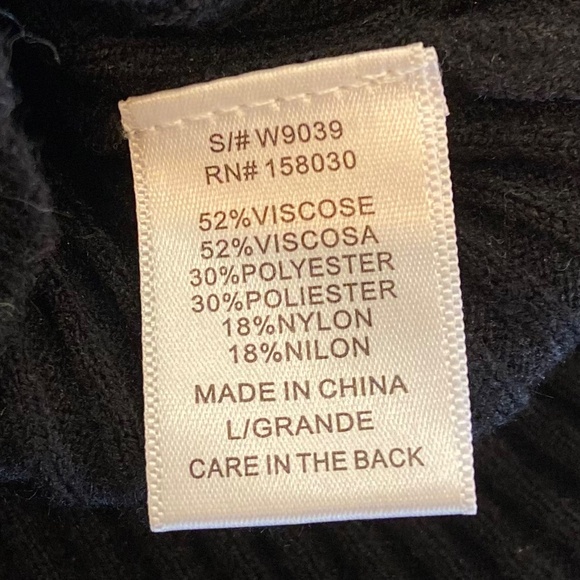 S/# W9039
RN# 158030
52%VISCOSE
52%VISCOSA
30%POLYESTER
30%POLIESTER
18%NYLON
18%NILON
MADE IN CHINA
L/GRANDE
CARE IN THE BACK